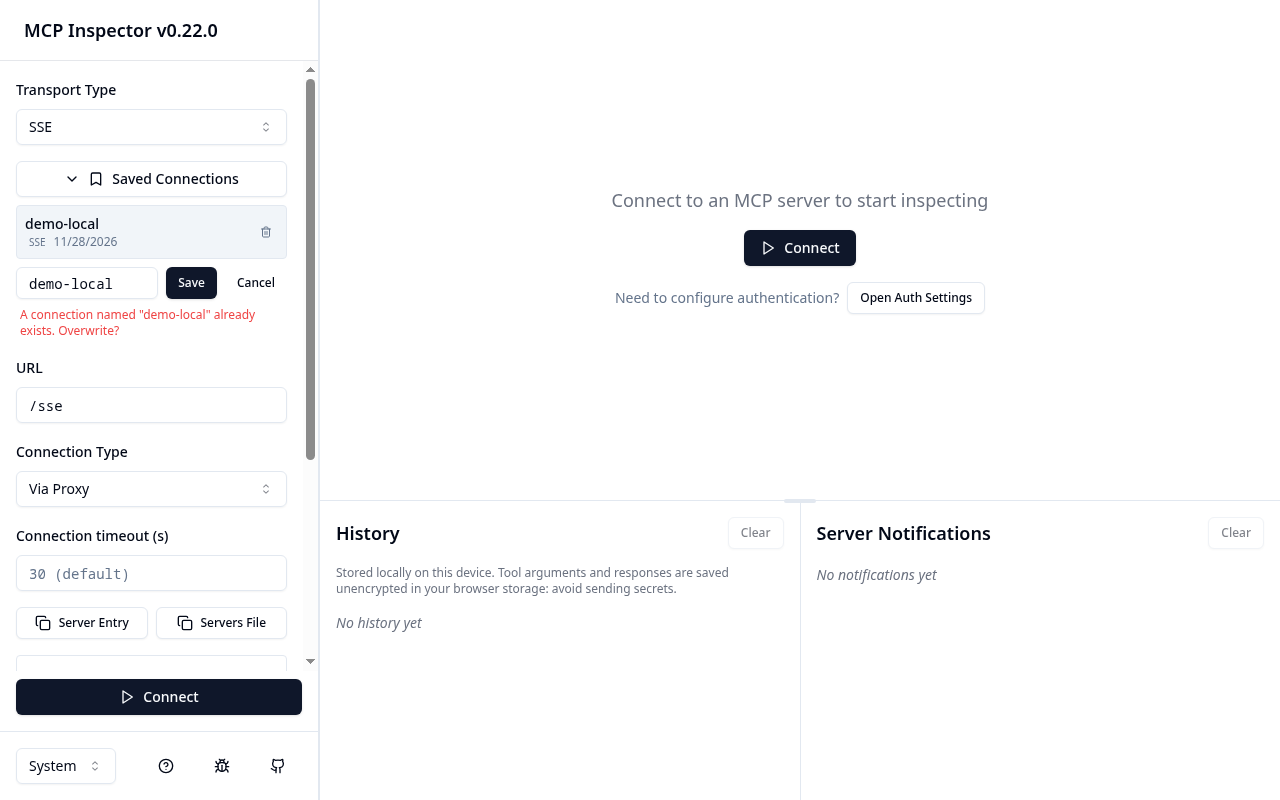 MCP Inspector v0.22.0
Transport Type
SSE
Saved Connections
demo-local
SSE 11/28/2026
demo-local
Save
Cancel
A connection named "demo-local" already
exists. Overwrite?
URL
/sse
Connection Type
Via Proxy
Connection timeout (s)
30 (default)
Server Entry
Servers File
Connect
System
Connect to an MCP server to start inspecting
Connect
Need to configure authentication?
Open Auth Settings
History
Clear
Stored locally on this device. Tool arguments and responses are saved
unencrypted in your browser storage: avoid sending secrets.
No history yet
Server Notifications
Clear
No notifications yet